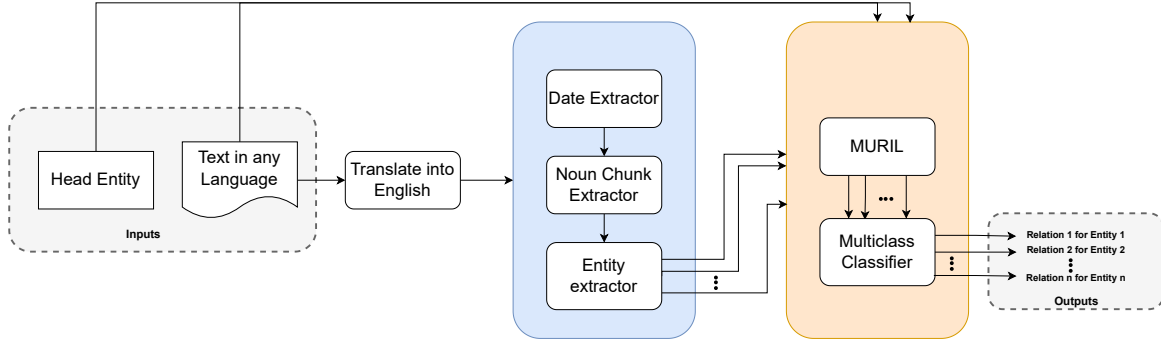 Head Entity
Text in any
Language
Inputs
Translate into
English
Date Extractor
Noun Chunk
Extractor
Entity
extractor
MURIL
Multiclass
Classifier
Relation 1 for Entity 1
Relation 2 for Entity 2
Relation n for Entity n
Outputs